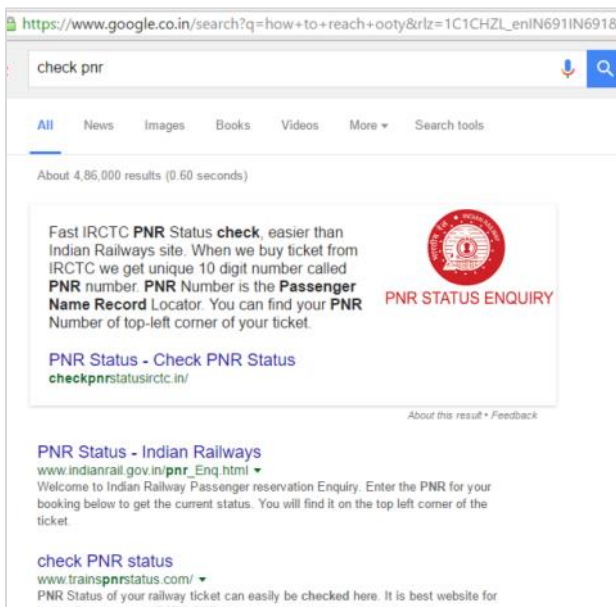 https://www.google.co.in/search?q=how+to+reach+ooty&rlz=1C1CHZL_enIN691IN691&
check pnr
All News Images Books Videos More Search tools
About 4,86,000 results (0.60 seconds)
Fast IRCTC PNR Status check, easier than
Indian Railways site. When we buy ticket from
IRCTC we get unique 10 digit number called
PNR number. PNR Number is the Passenger
Name Record Locator. You can find your PNR
Number of top-left corner of your ticket.
PNR STATUS ENQUIRY
PNR Status - Check PNR Status
checkpnrstatusirctc.in/
About this result • Feedback
PNR Status - Indian Railways
www.indianrail.gov.in/pnr_Enq.html
Welcome to Indian Railway Passenger reservation Enquiry. Enter the PNR for your
booking below to get the current status. You will find it on the top left corner of the
ticket.
check PNR status
www.trainspnrstatus.com/
PNR Status of your railway ticket can easily be checked here. It is best website for